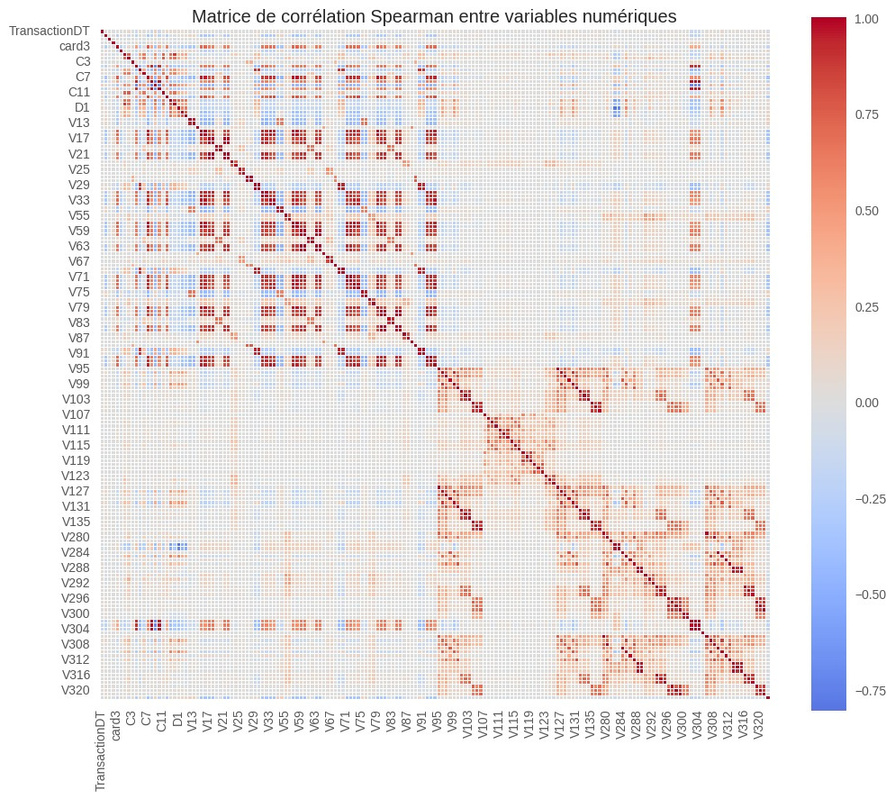 Matrice de corrélation Spearman entre variables numériques
TransactionDT
card3
C3
C7
C11
D1
V13
V17
V21
V25
V29
V33
V55
V59
V63
V67
V71
V75
V79
V83
V87
V91
V95
V99
V103
V107
V111
V115
V119
V123
V127
V131
V135
V280
V284
V288
V292
V296
V300
V304
V308
V312
V316
V320
TransactionDT
card3
C3
C7
C11
D1
V13
V17
V21
V25
V29
V33
V55
V59
V63
V67
V71
V75
V79
V83
V87
V91
V95
V99
V103
V107
V111
V115
V119
V123
V127
V131
V135
V280
V284
V288
V292
V296
V300
V304
V308
V312
V316
V320
1.00
0.75
0.50
0.25
0.00
−0.25
−0.50
−0.75